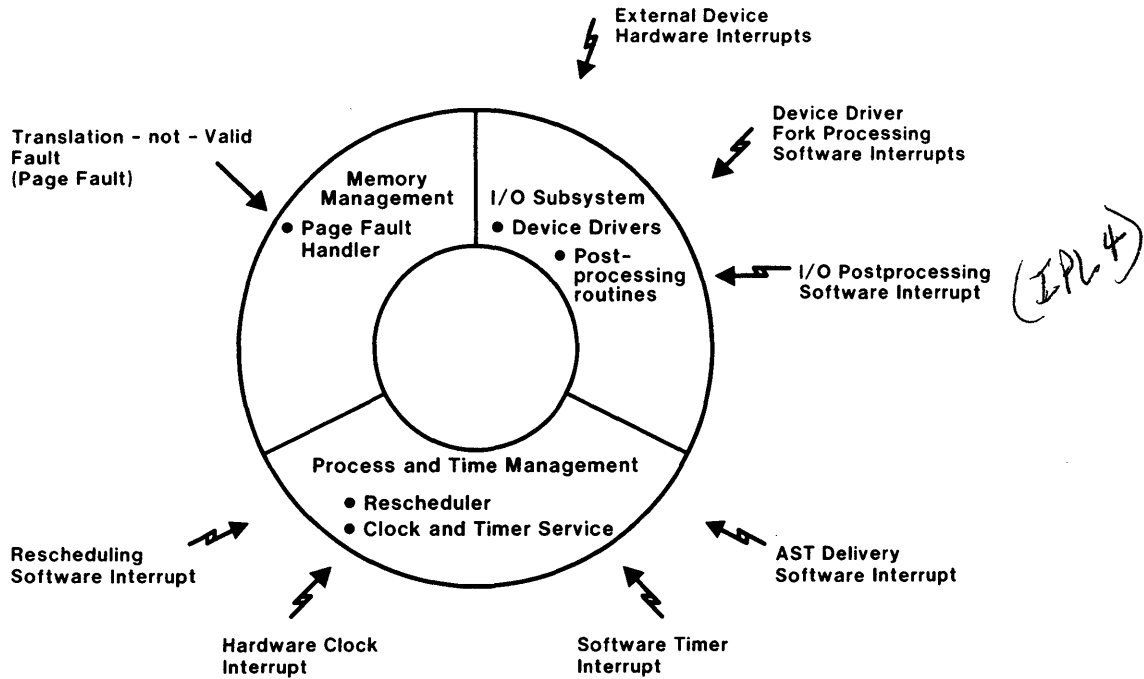 External Device
Hardware Interrupts
Translation - not - Valid
Fault
(Page Fault)
Device Driver
Fork Processing
Software Interrupts
Memory
Management
● Page Fault
Handler
I/O Subsystem
● Device Drivers
● Post-
processing
routines
I/O Postprocessing
Software Interrupt
(IPL 4)
Process and Time Management
● Rescheduler
● Clock and Timer Service
Rescheduling
Software Interrupt
AST Delivery
Software Interrupt
Hardware Clock
Interrupt
Software Timer
Interrupt